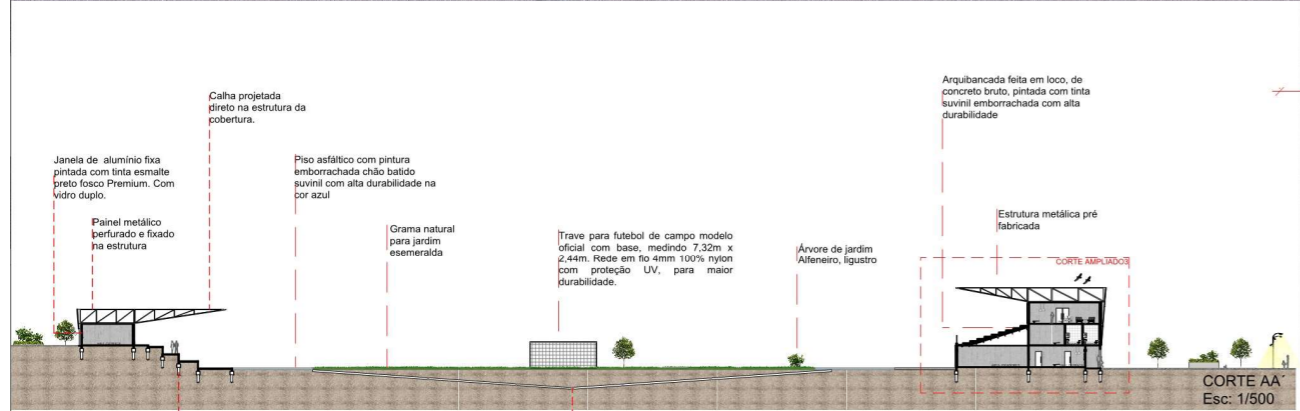 Calha projetada
direto na estrutura da
cobertura.
Arquibancada feita em loco, de
concreto bruto, pintada com tinta
suvinil emborrachada com alta
durabilidade
Janela de alumínio fixa
pintada com tinta esmalte
preto fosco Premium. Com
vidro duplo.
Piso asfáltico com pintura
emborrachada chão batido
suvinil com alta durabilidade na
cor azul
Painel metálico
perfurado e fixado
na estrutura
Grama natural
para jardim
esemeralda
Trave para futebol de campo modelo
oficial com base, medindo 7,32m x
2,44m. Rede em fio 4mm 100% nylon
com proteção UV, para maior
durabilidade.
Árvore de jardim
Alfeneiro, ligustro
Estrutura metálica pré
fabricada
CORTE AMPLIADO3
CORTE AA´
Esc: 1/500